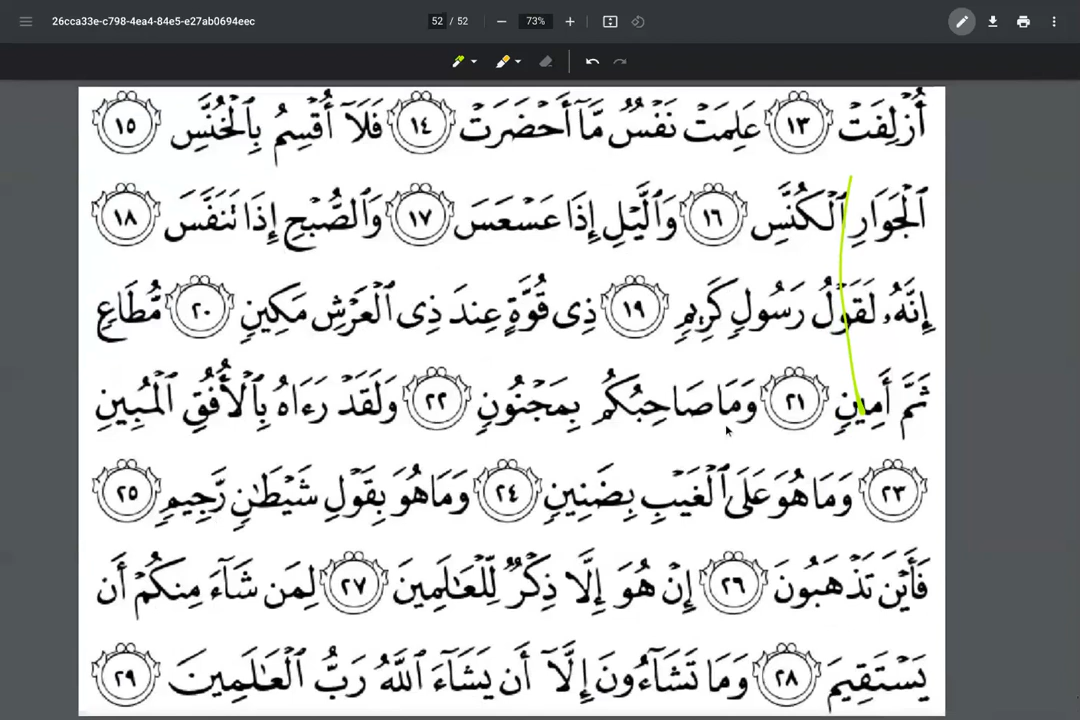 26cca33e-c798-4ea4-84e5-e27ab0694eec 52 / 52 73%
أُزْلِفَتْ ١٣ عَلِمَتْ نَفْسٌ مَّآ أَحْضَرَتْ ١٤ فَلَآ أُقْسِمُ بِٱلْخُنَّسِ ١٥
ٱلْجَوَارِ ٱلْكُنَّسِ ١٦ وَٱلَّيْلِ إِذَا عَسْعَسَ ١٧ وَٱلصُّبْحِ إِذَا تَنَفَّسَ ١٨
إِنَّهُۥ لَقَوْلُ رَسُولٍ كَرِيمٍ ١٩ ذِى قُوَّةٍ عِندَ ذِى ٱلْعَرْشِ مَكِينٍ ٢٠ مُّطَاعٍ
ثَمَّ أَمِينٍ ٢١ وَمَا صَاحِبُكُم بِمَجْنُونٍ ٢٢ وَلَقَدْ رَءَاهُ بِٱلْأُفُقِ ٱلْمُبِينِ
٢٣ وَمَا هُوَ عَلَى ٱلْغَيْبِ بِضَنِينٍ ٢٤ وَمَا هُوَ بِقَوْلِ شَيْطَٰنٍ رَّجِيمٍ ٢٥
فَأَيْنَ تَذْهَبُونَ ٢٦ إِنْ هُوَ إِلَّا ذِكْرٌ لِّلْعَٰلَمِينَ ٢٧ لِمَن شَآءَ مِنكُمْ أَن
يَسْتَقِيمَ ٢٨ وَمَا تَشَآءُونَ إِلَّآ أَن يَشَآءَ ٱللَّهُ رَبُّ ٱلْعَٰلَمِينَ ٢٩